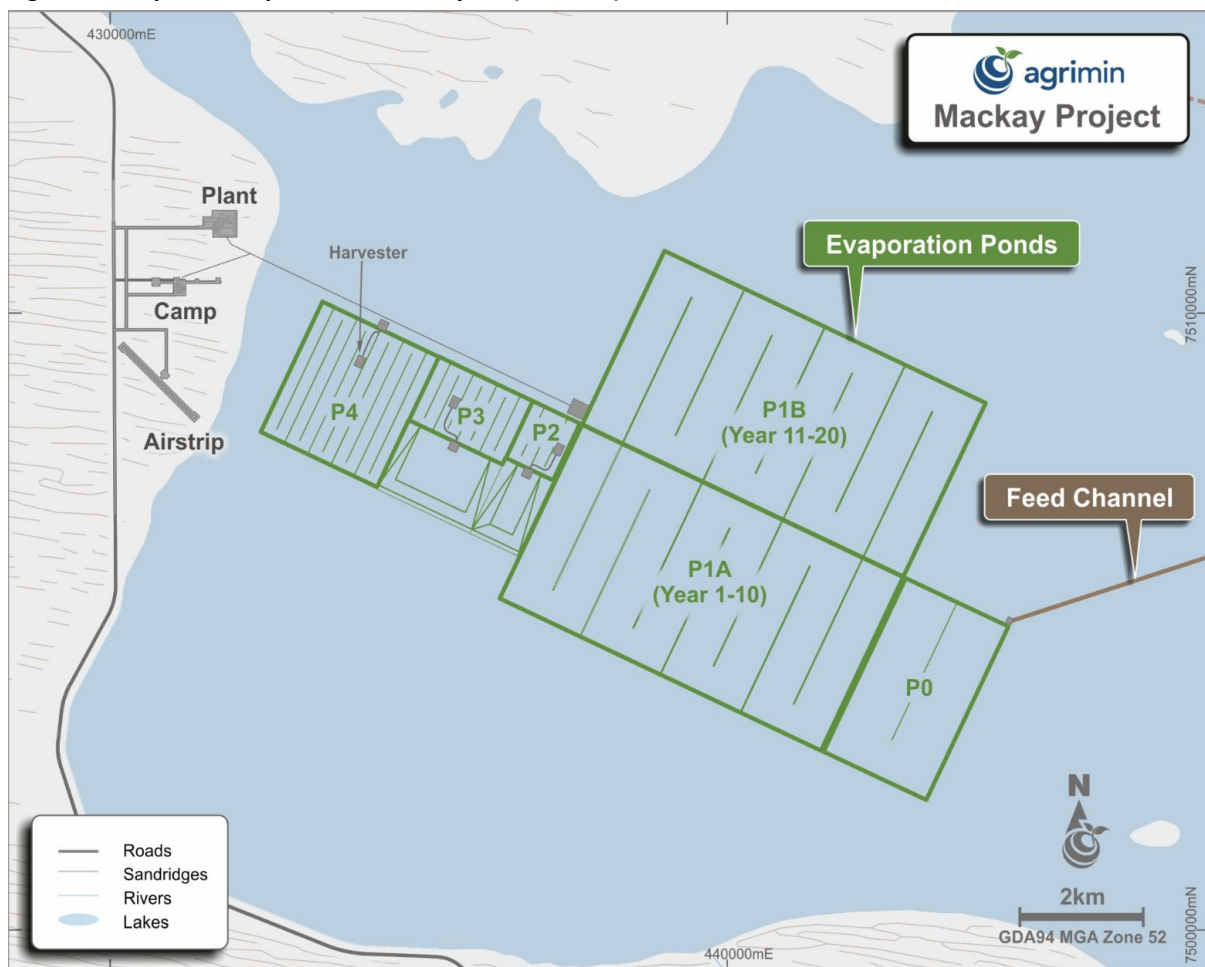 430000mE
agrimin
Mackay Project
Plant
Harvester
Evaporation Ponds
Camp
7510000mN
P4
P3
P2
P1B
(Year 11-20)
Airstrip
Feed Channel
P1A
(Year 1-10)
P0
N
Roads
Sandridges
Rivers
Lakes
2km
GDA94 MGA Zone 52
440000mE
7500000mN